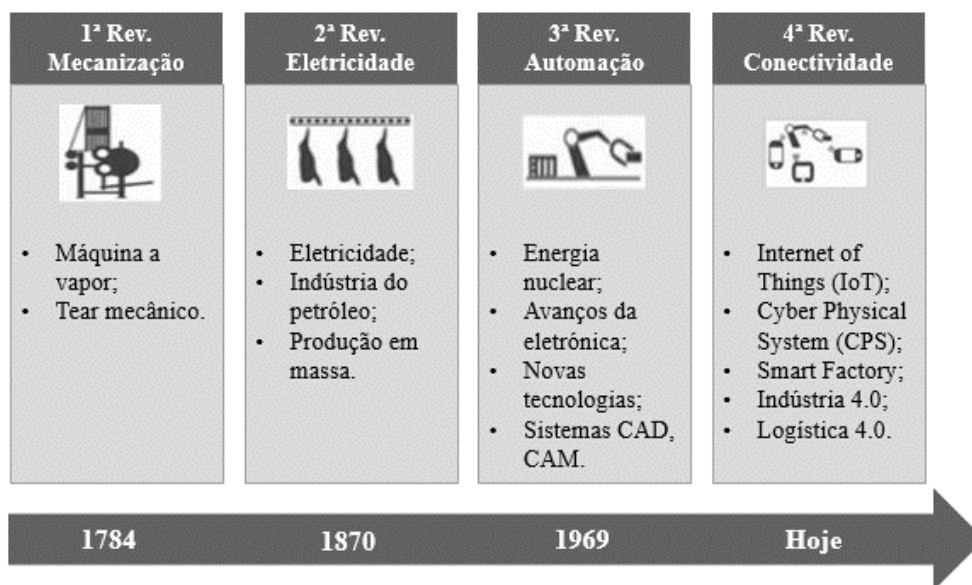 1ª Rev.
Mecanização
Máquina a
vapor;
Tear mecânico.
2ª Rev.
Eletricidade
Eletricidade;
Indústria do
petróleo;
Produção em
massa.
3ª Rev.
Automação
Energia
nuclear;
Avanços da
eletrónica;
Novas
tecnologias;
Sistemas CAD,
CAM.
4ª Rev.
Conectividade
Internet of
Things (IoT);
Cyber Physical
System (CPS);
Smart Factory;
Indústria 4.0;
Logística 4.0.
1784
1870
1969
Hoje